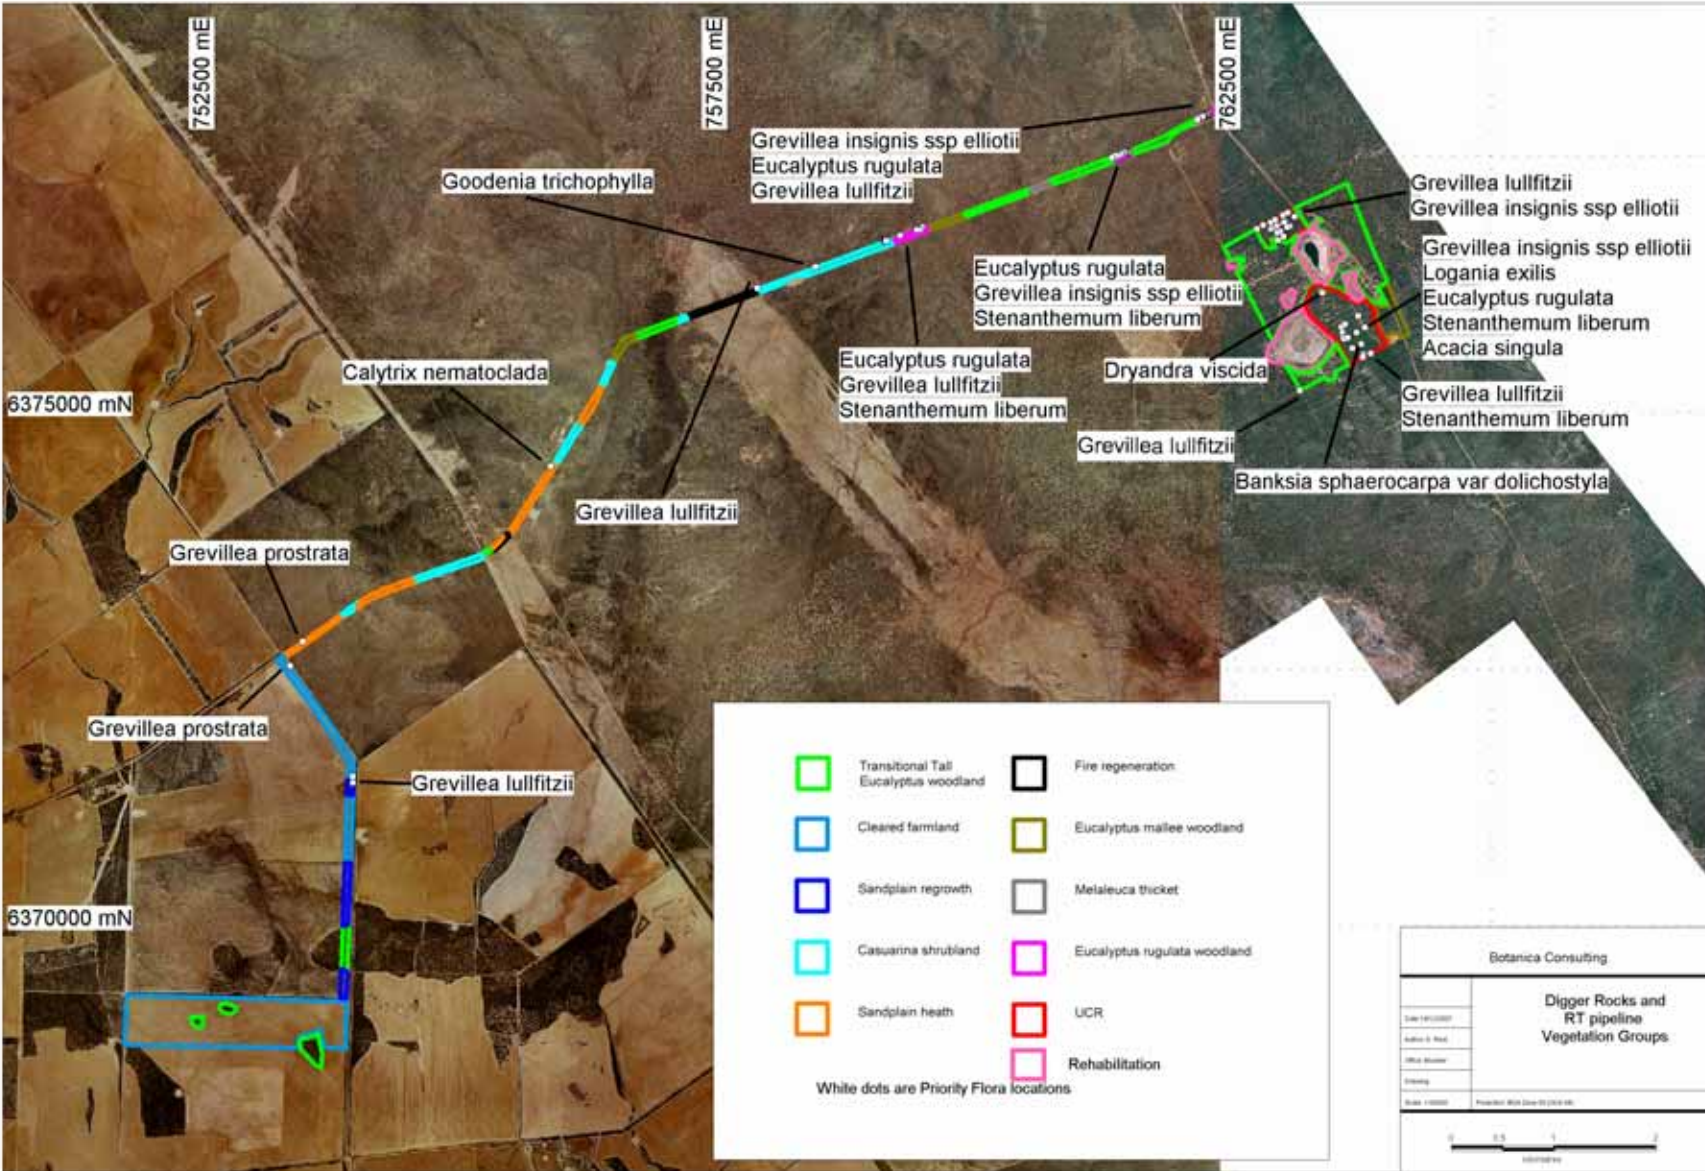 752500 mE
757500 mE
762500 mE
Grevillea insignis ssp elliotii
Eucalyptus rugulata
Grevillea lullfitzii
Goodenia trichophylla
Grevillea lullfitzii
Grevillea insignis ssp elliotii
Grevillea insignis ssp elliotii
Logania exilis
Eucalyptus rugulata
Stenanthemum liberum
Acacia singula
Eucalyptus rugulata
Grevillea insignis ssp elliotii
Stenanthemum liberum
Eucalyptus rugulata
Grevillea lullfitzii
Stenanthemum liberum
Dryandra viscida
Calytrix nematoclada
6375000 mN
Grevillea lullfitzii
Stenanthemum liberum
Grevillea lullfitzii
Banksia sphaerocarpa var dolichostyla
Grevillea lullfitzii
Grevillea prostrata
Grevillea prostrata
Grevillea lullfitzii
6370000 mN
Transitional Tall
Eucalyptus woodland
Cleared farmland
Sandplain regrowth
Casuarina shrubland
Sandplain heath
Fire regeneration
Eucalyptus mallee woodland
Melaleuca thicket
Eucalyptus rugulata woodland
UCR
Rehabilitation
White dots are Priority Flora locations
Botanica Consulting
Digger Rocks and
RT pipeline
Vegetation Groups
0 0.5 1 2